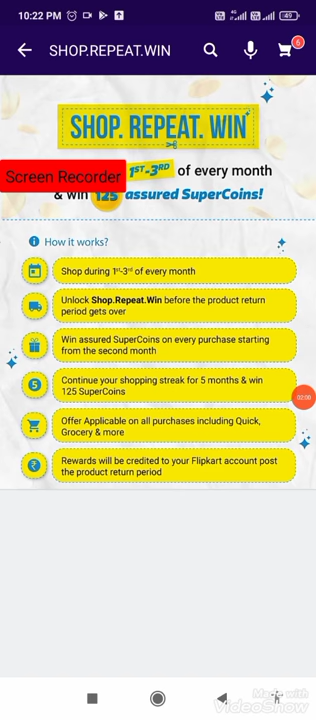 10:22 PM
4G
49
SHOP.REPEAT.WIN
6
SHOP. REPEAT. WIN
Screen Recorder
1ST-3RD of every month
& win 125 assured SuperCoins!
How it works?
Shop during 1st-3rd of every month
Unlock Shop.Repeat.Win before the product return
period gets over
Win assured SuperCoins on every purchase starting
from the second month
Continue your shopping streak for 5 months & win
125 SuperCoins
Offer Applicable on all purchases including Quick,
Grocery & more
Rewards will be credited to your Flipkart account post
the product return period
Made with
VideoShow